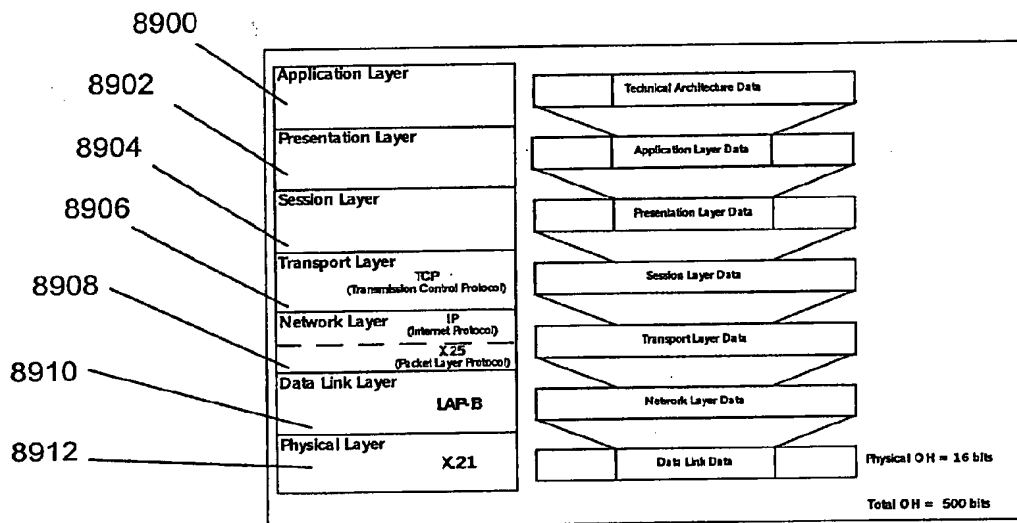 8900
8902
8904
8906
8908
8910
8912
Application Layer
Presentation Layer
Session Layer
Transport Layer
TCP
(Transmission Control Protocol)
Network Layer
IP
(Internet Protocol)
X.25
(Packet Layer Protocol)
Data Link Layer
LAP-B
Physical Layer
X.21
Technical Architecture Data
Application Layer Data
Presentation Layer Data
Session Layer Data
Transport Layer Data
Network Layer Data
Data Link Data
Physical OH = 16 bits
Total OH = 500 bits